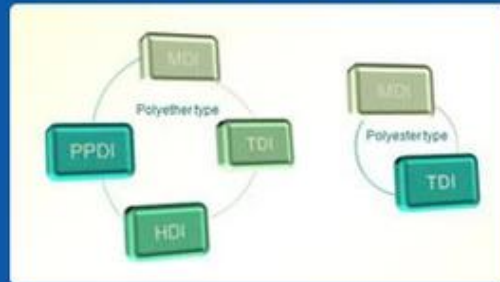 MDI
Polyether type
PPDI
TDI
HDI
MDI
Polyester type
TDI